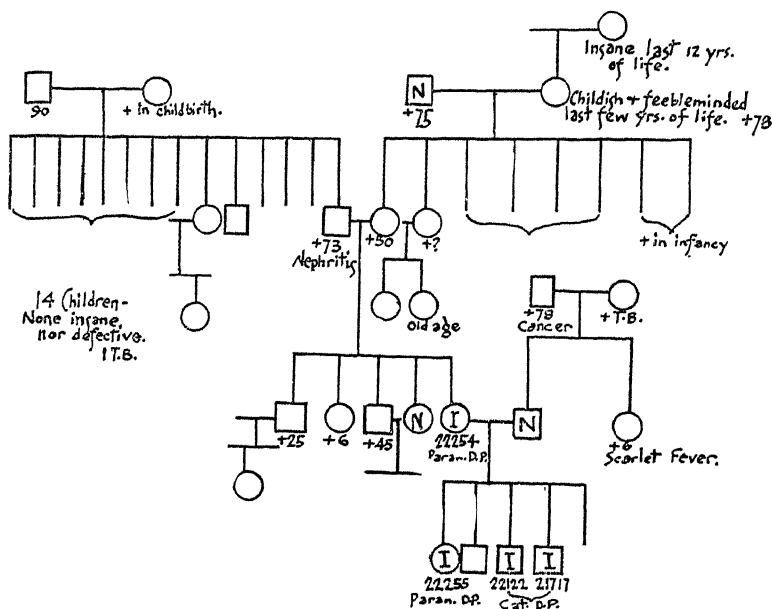 Insane last 12 yrs.
of life.
90
+ in childbirth.
N
+75
Childish + feebleminded
last few yrs. of life. +78
+73
Nephritis
+50
+?
+ in infancy
14 Children-
None insane,
nor defective.
1 T.B.
Old age
+78
Cancer
+T.B.
+25
+6
+45
N
I
22254
Param. D.P.
N
+6
Scarlet Fever.
I
22255
Param. D.P.
I
22122
I
21717
Cat. D.P.